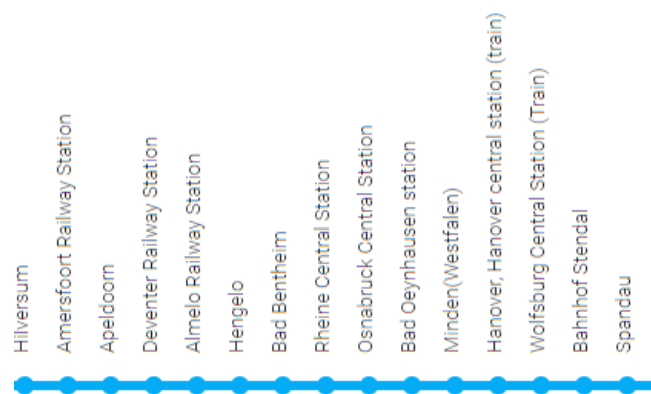 Hilversum
Amersfoort Railway Station
Apeldoorn
Deventer Railway Station
Almelo Railway Station
Hengelo
Bad Bentheim
Rheine Central Station
Osnabruck Central Station
Bad Oeynhausen station
Minden(Westfalen)
Hanover, Hanover central station (train)
Wolfsburg Central Station (Train)
Bahnhof Stendal
Spandau